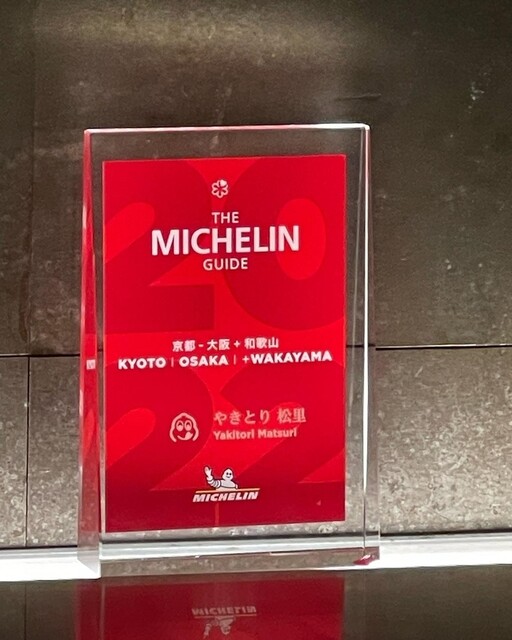 2022
THE
MICHELIN
GUIDE
京都 - 大阪 + 和歌山
KYOTO | OSAKA | +WAKAYAMA
やきとり 松里
Yakitori Matsuri
MICHELIN